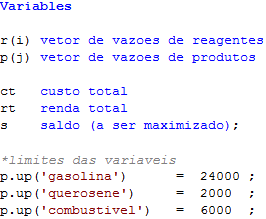 Variables
r(i) vetor de vazoes de reagentes
p(j) vetor de vazoes de produtos
ct custo total
rt renda total
s saldo (a ser maximizado);
*limites das variaveis
p.up('gasolina') = 24000 ;
p.up('querosene') = 2000 ;
p.up('combustivel') = 6000 ;